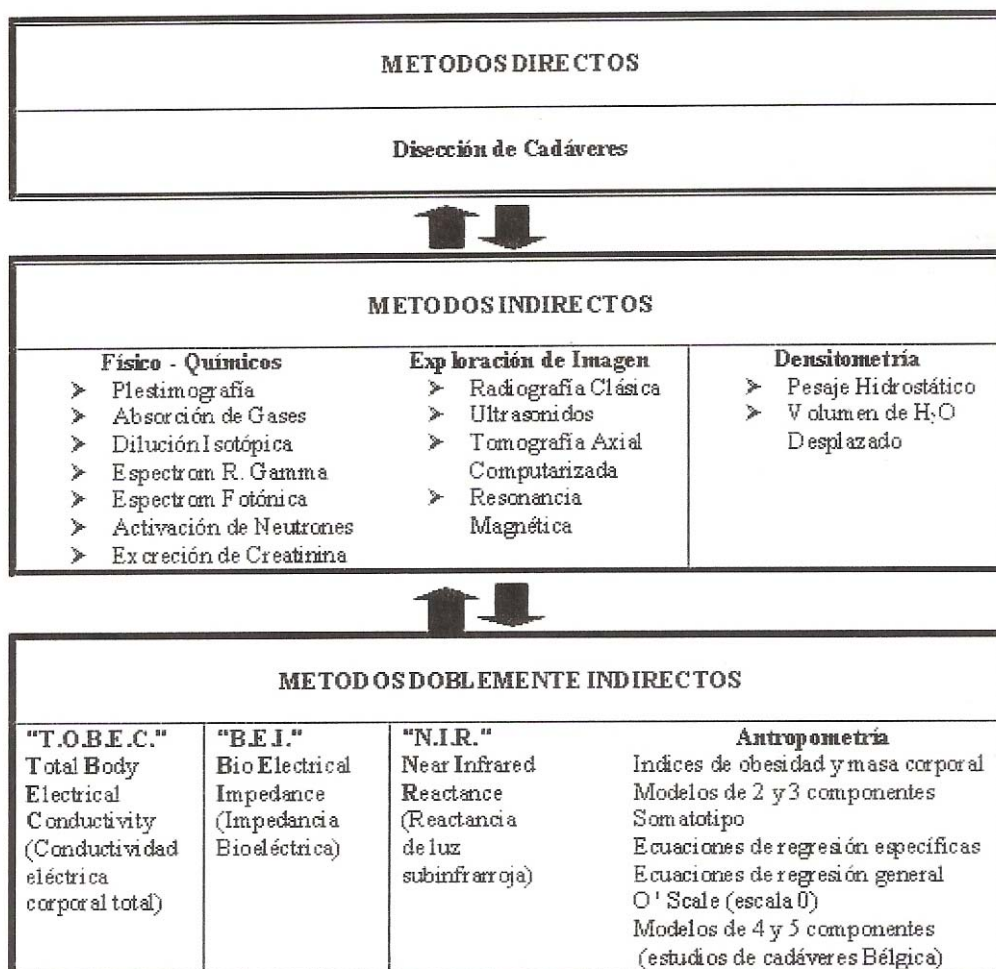 METODOS DIRECTOS
Disección de Cadáveres
METODOS INDIRECTOS
Físico - Químicos
➤ Plestimografía
➤ Absorción de Gases
➤ Dilución Isotópica
➤ Espectrom R. Gamma
➤ Espectrom Fotónica
➤ Activación de Neutrones
➤ Excreción de Creatinina
Exploración de Imagen
➤ Radiografía Clásica
➤ Ultrasonidos
➤ Tomografía Axial
Computarizada
➤ Resonancia
Magnética
Densitometría
➤ Pesaje Hidrostático
➤ Volumen de H₂O
Desplazado
METODOS DOBLEMENTE INDIRECTOS
"T.O.B.E.C."
Total Body
Electrical
Conductivity
(Conductividad
eléctrica
corporal total)
"B.E.I."
Bio Electrical
Impedance
(Impedancia
Bioeléctrica)
"N.I.R."
Near Infrared
Reactance
(Reactancia
de luz
subinfrarroja)
Antropometría
Indices de obesidad y masa corporal
Modelos de 2 y 3 componentes
Somatotipo
Ecuaciones de regresión específicas
Ecuaciones de regresión general
O' Scale (escala 0)
Modelos de 4 y 5 componentes
(estudios de cadáveres Bélgica)